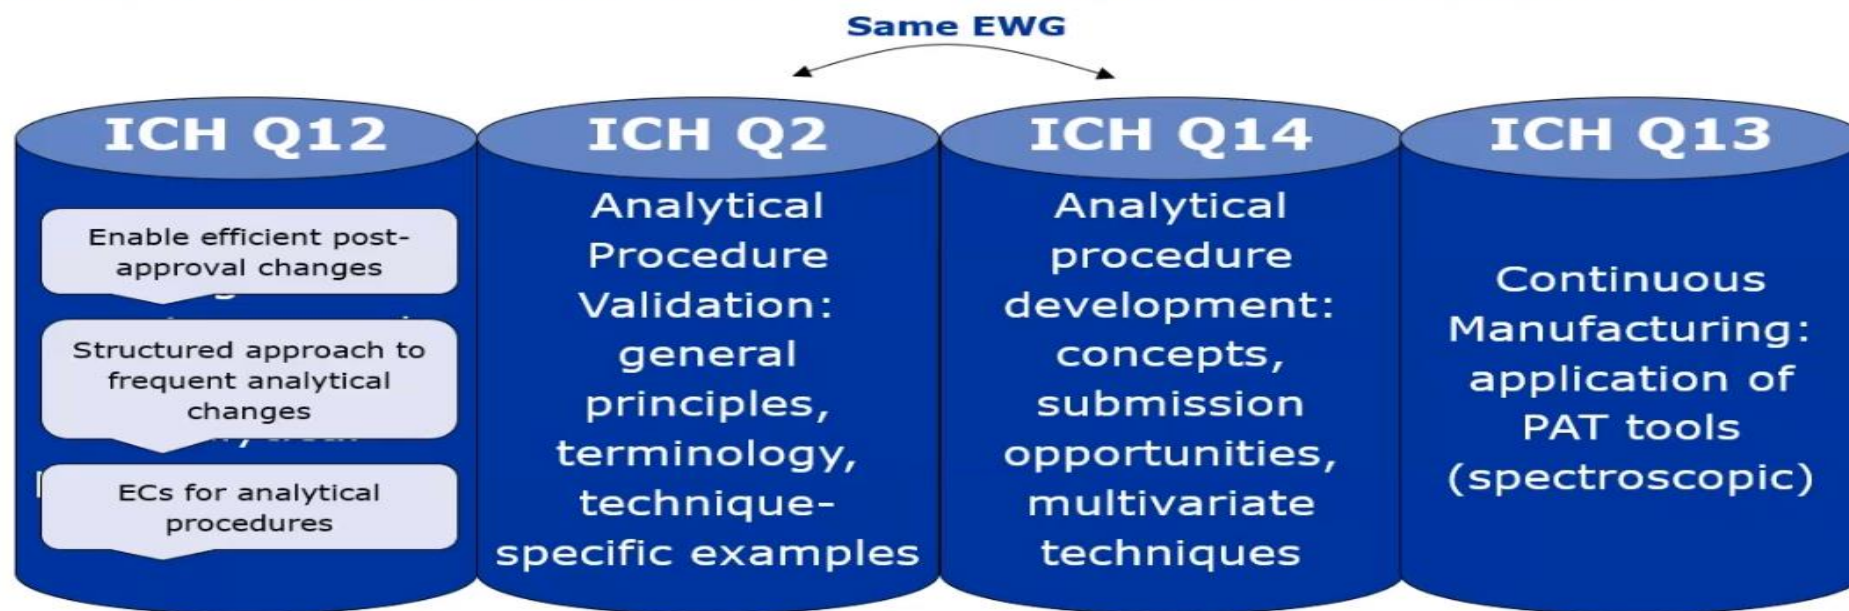 Same EWG
ICH Q12
Enable efficient post-
approval changes
Structured approach to
frequent analytical
changes
ECs for analytical
procedures
ICH Q2
Analytical
Procedure
Validation:
general
principles,
terminology,
technique-
specific examples
ICH Q14
Analytical
procedure
development:
concepts,
submission
opportunities,
multivariate
techniques
ICH Q13
Continuous
Manufacturing:
application of
PAT tools
(spectroscopic)